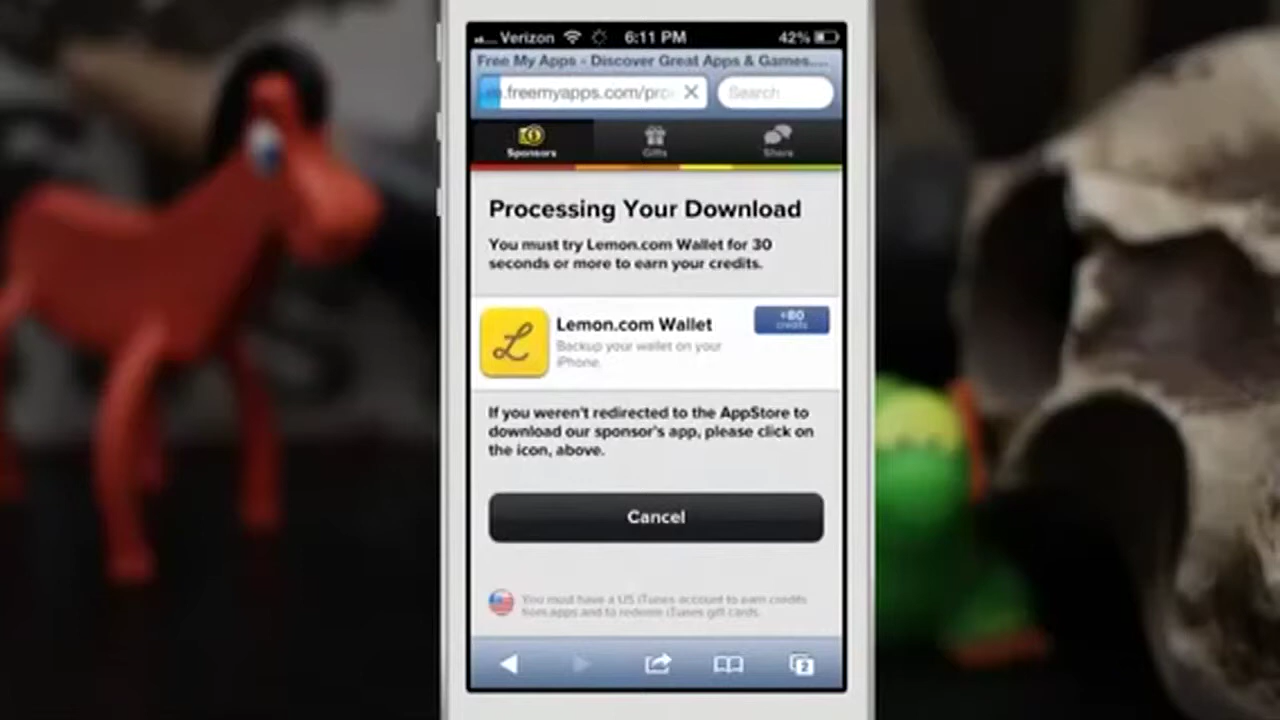 Verizon 6:11 PM 42%
Free My Apps - Discover Great Apps & Games....
.freemyapps.com/pro Search
Sponsors Gifts Share
Processing Your Download
You must try Lemon.com Wallet for 30
seconds or more to earn your credits.
L
Lemon.com Wallet
+80
credits
Backup your wallet on your
iPhone.
If you weren't redirected to the AppStore to
download our sponsor's app, please click on
the icon, above.
Cancel
You must have a US iTunes account to earn credits
from apps and to redeem iTunes gift cards.
2